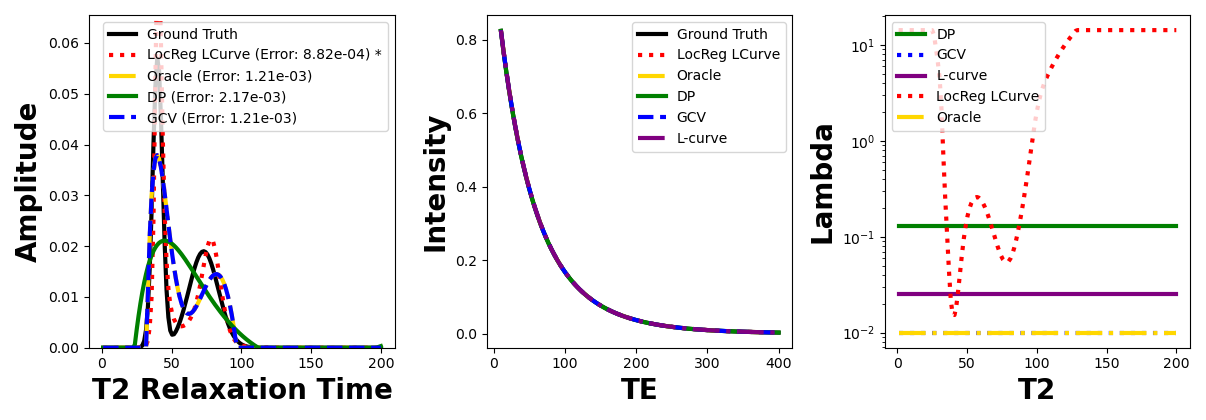 Amplitude
0.06
0.05
0.04
0.03
0.02
0.01
0.00
Ground Truth
LocReg LCurve (Error: 8.82e-04) *
Oracle (Error: 1.21e-03)
DP (Error: 2.17e-03)
GCV (Error: 1.21e-03)
0 50 100 150 200
T2 Relaxation Time
Intensity
0.8
0.6
0.4
0.2
0.0
Ground Truth
LocReg LCurve
Oracle
DP
GCV
L-curve
0 100 200 300 400
TE
Lambda
10¹
10⁰
10⁻¹
10⁻²
DP
GCV
L-curve
LocReg LCurve
Oracle
0 50 100 150 200
T2